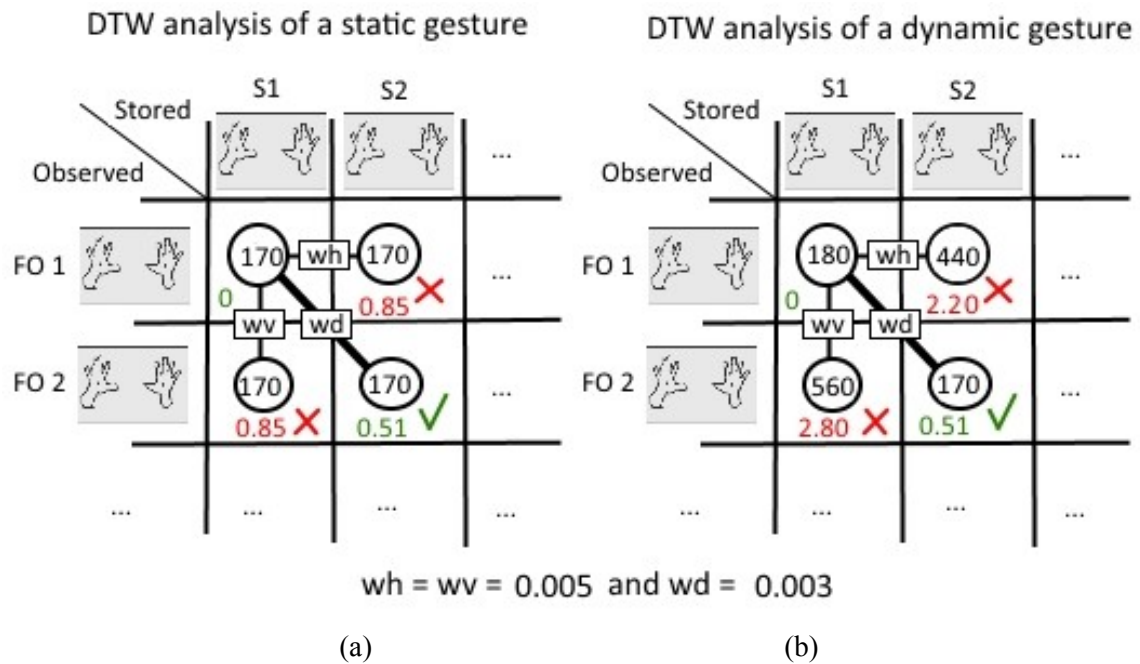 DTW analysis of a static gesture
S1 S2
Stored
Observed
...
FO 1
170 wh 170
...
0 0.85
wv wd
FO 2
170 170
...
0.85 0.51
... ... ... ...
DTW analysis of a dynamic gesture
S1 S2
Stored
Observed
...
FO 1
180 wh 440
...
0 2.20
wv wd
FO 2
560 170
...
2.80 0.51
... ... ... ...
wh = wv = 0.005 and wd = 0.003
(a) (b)